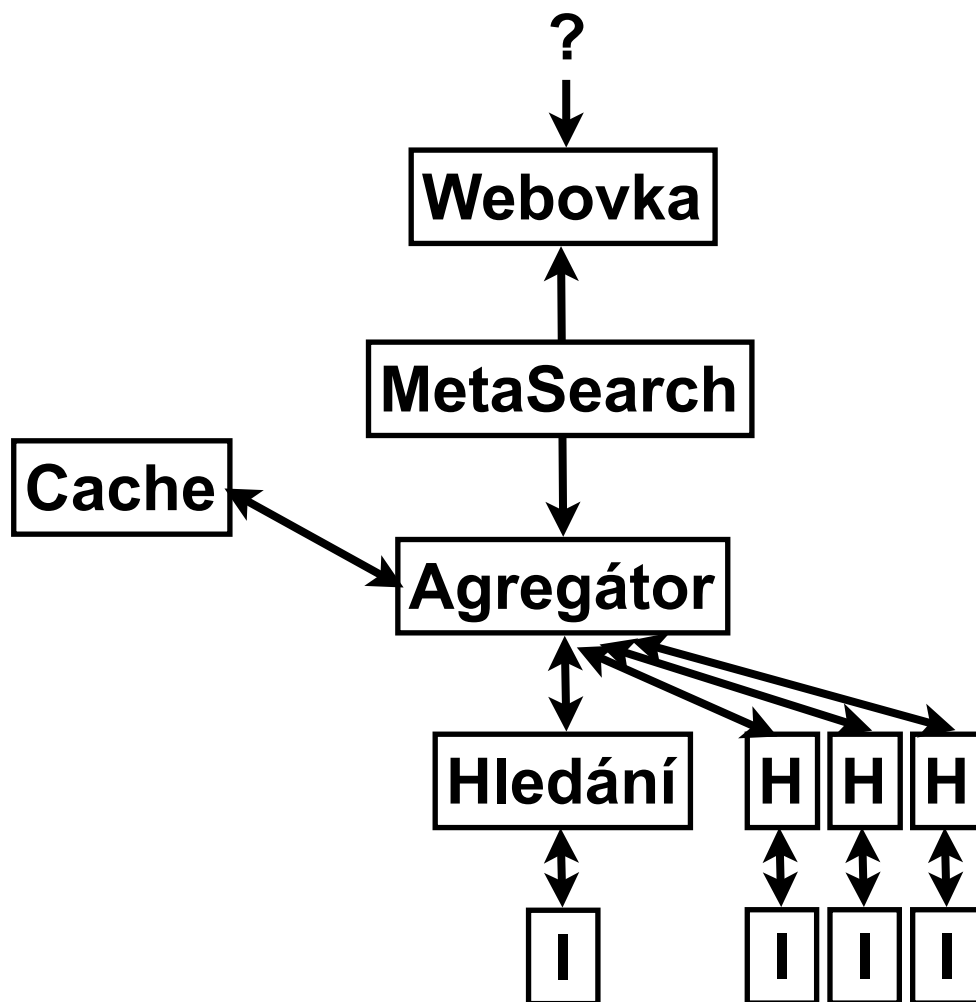 ?
Webovka
MetaSearch
Cache
Agregátor
Hledání
H
H
H
I
I
I
I